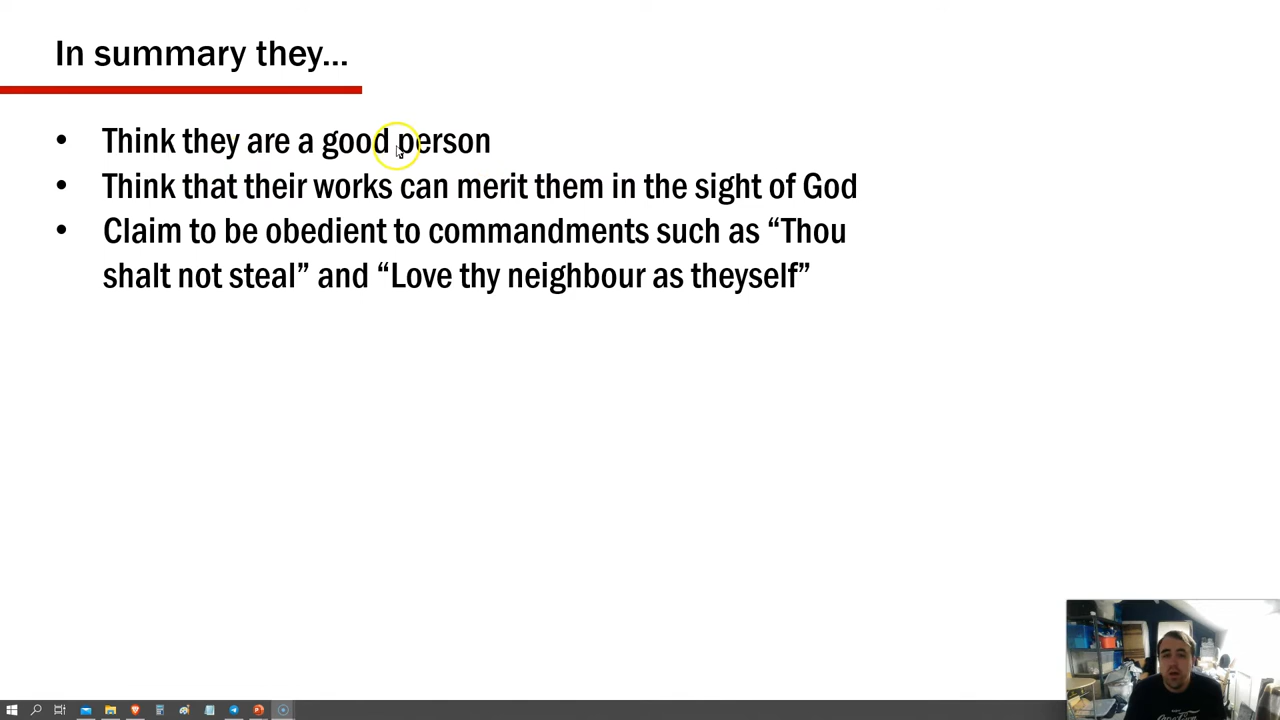 In summary they...
• Think they are a good person
• Think that their works can merit them in the sight of God
• Claim to be obedient to commandments such as “Thou
shalt not steal” and “Love thy neighbour as theyself”